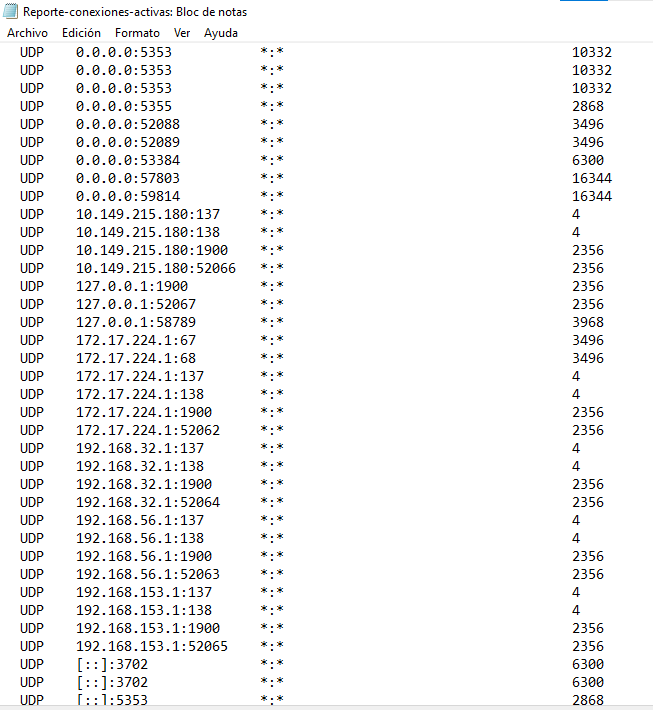 Reporte-conexiones-activas: Bloc de notas
Archivo Edición Formato Ver Ayuda
UDP 0.0.0.0:5353 *:* 10332
UDP 0.0.0.0:5353 *:* 10332
UDP 0.0.0.0:5353 *:* 10332
UDP 0.0.0.0:5355 *:* 2868
UDP 0.0.0.0:52088 *:* 3496
UDP 0.0.0.0:52089 *:* 3496
UDP 0.0.0.0:53384 *:* 6300
UDP 0.0.0.0:57803 *:* 16344
UDP 0.0.0.0:59814 *:* 16344
UDP 10.149.215.180:137 *:* 4
UDP 10.149.215.180:138 *:* 4
UDP 10.149.215.180:1900 *:* 2356
UDP 10.149.215.180:52066 *:* 2356
UDP 127.0.0.1:1900 *:* 2356
UDP 127.0.0.1:52067 *:* 2356
UDP 127.0.0.1:58789 *:* 3968
UDP 172.17.224.1:67 *:* 3496
UDP 172.17.224.1:68 *:* 3496
UDP 172.17.224.1:137 *:* 4
UDP 172.17.224.1:138 *:* 4
UDP 172.17.224.1:1900 *:* 2356
UDP 172.17.224.1:52062 *:* 2356
UDP 192.168.32.1:137 *:* 4
UDP 192.168.32.1:138 *:* 4
UDP 192.168.32.1:1900 *:* 2356
UDP 192.168.32.1:52064 *:* 2356
UDP 192.168.56.1:137 *:* 4
UDP 192.168.56.1:138 *:* 4
UDP 192.168.56.1:1900 *:* 2356
UDP 192.168.56.1:52063 *:* 2356
UDP 192.168.153.1:137 *:* 4
UDP 192.168.153.1:138 *:* 4
UDP 192.168.153.1:1900 *:* 2356
UDP 192.168.153.1:52065 *:* 2356
UDP [::]:3702 *:* 6300
UDP [::]:3702 *:* 6300
UDP [::]:5353 *:* 2868